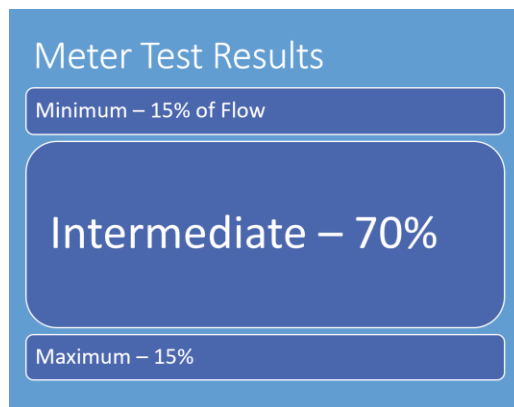 Meter Test Results
Minimum – 15% of Flow
Intermediate – 70%
Maximum – 15%